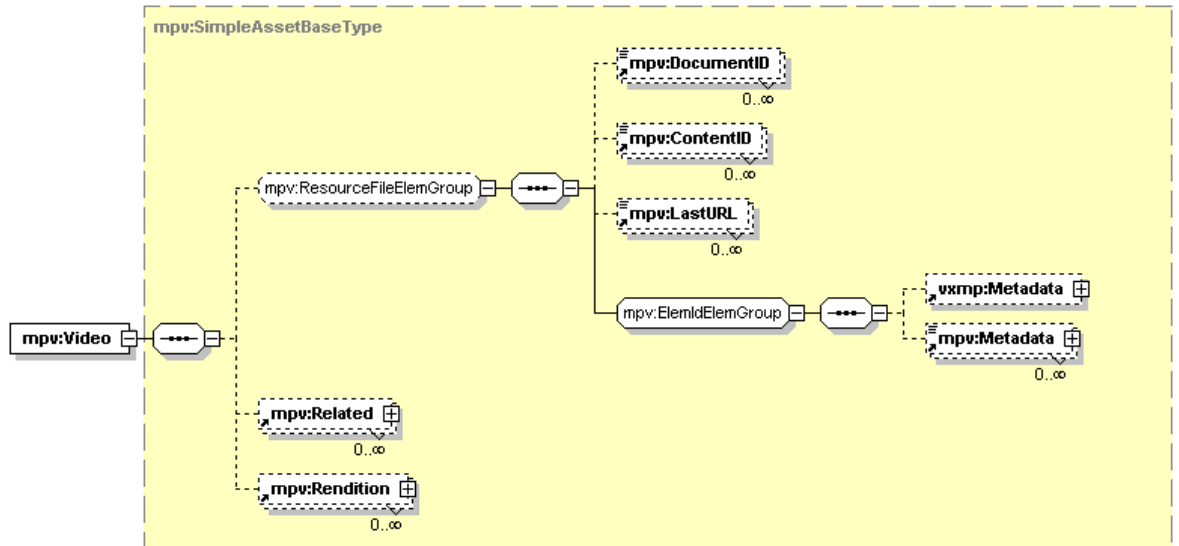 mpv:SimpleAssetBaseType
mpv:DocumentID
0..∞
mpv:ContentID
0..∞
mpv:ResourceFileElemGroup
mpv:LastURL
0..∞
vxmp:Metadata
mpv:ElemIdElemGroup
mpv:Metadata
0..∞
mpv:Video
mpv:Related
0..∞
mpv:Rendition
0..∞